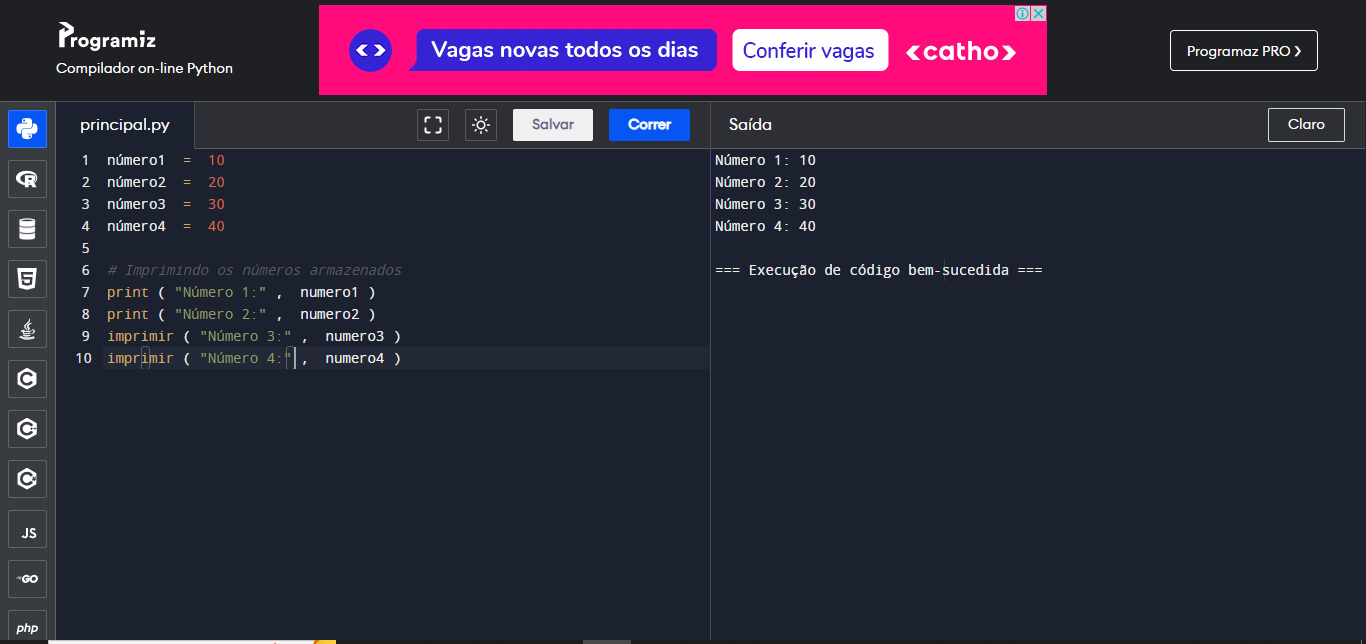 Programiz
Compilador on-line Python
Vagas novas todos os dias
Conferir vagas
<catho>
Programaz PRO ❯
principal.py
Salvar
Correr
Saída
Claro
1 número1 = 10
2 número2 = 20
3 número3 = 30
4 número4 = 40
5
6 # Imprimindo os números armazenados
7 print ( "Número 1:" , numero1 )
8 print ( "Número 2:" , numero2 )
9 imprimir ( "Número 3:" , numero3 )
10 imprimir ( "Número 4:" , numero4 )
Número 1: 10
Número 2: 20
Número 3: 30
Número 4: 40
=== Execução de código bem-sucedida ===
R
5
C
C
C
JS
GO
php